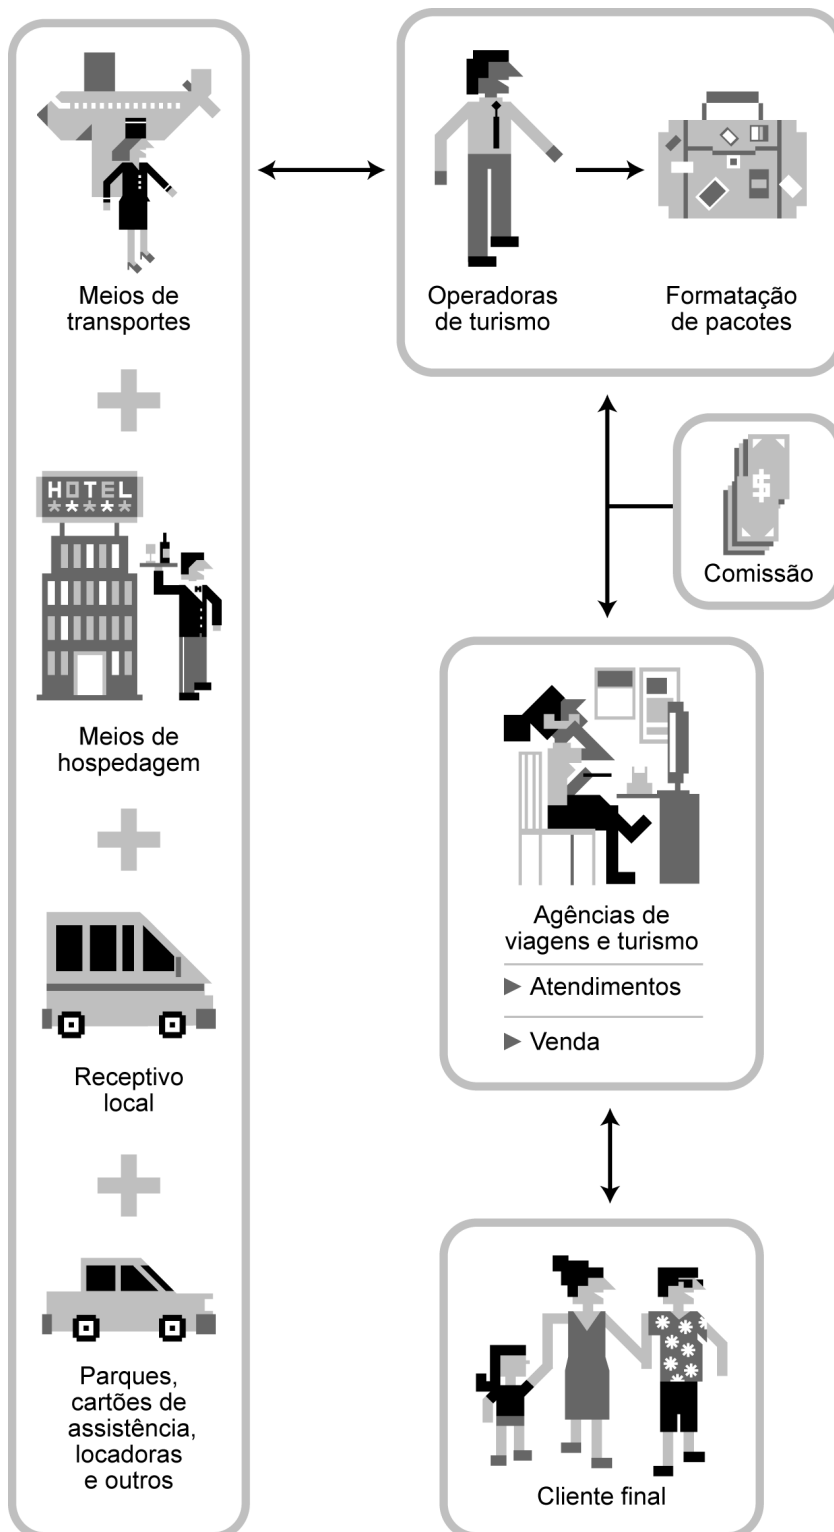 Meios de
transportes
HOTEL
Meios de
hospedagem
Receptivo
local
Parques,
cartões de
assistência,
locadoras
e outros
Operadoras
de turismo
Formatação
de pacotes
$
Comissão
Agências de
viagens e turismo
Atendimentos
Venda
Cliente final